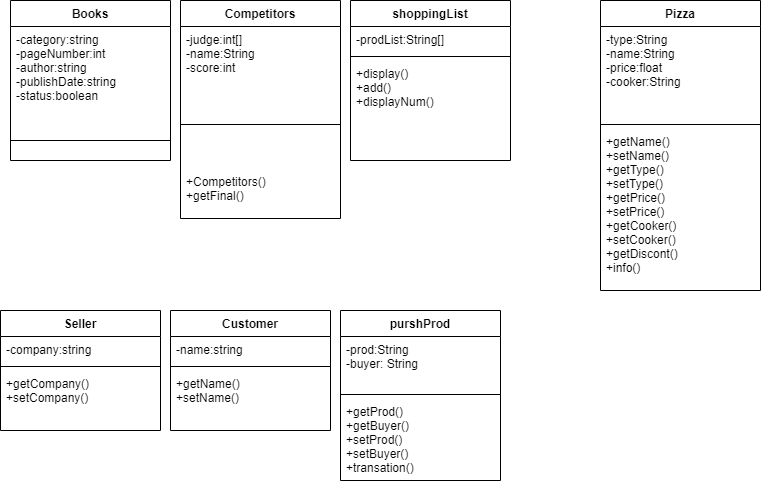 Books
-category:string
-pageNumber:int
-author:string
-publishDate:string
-status:boolean
Competitors
-judge:int[]
-name:String
-score:int
+Competitors()
+getFinal()
shoppingList
-prodList:String[]
+display()
+add()
+displayNum()
Pizza
-type:String
-name:String
-price:float
-cooker:String
+getName()
+setName()
+getType()
+setType()
+getPrice()
+setPrice()
+getCooker()
+setCooker()
+getDiscont()
+info()
Seller
-company:string
+getCompany()
+setCompany()
Customer
-name:string
+getName()
+setName()
purshProd
-prod:String
-buyer: String
+getProd()
+getBuyer()
+setProd()
+setBuyer()
+transation()